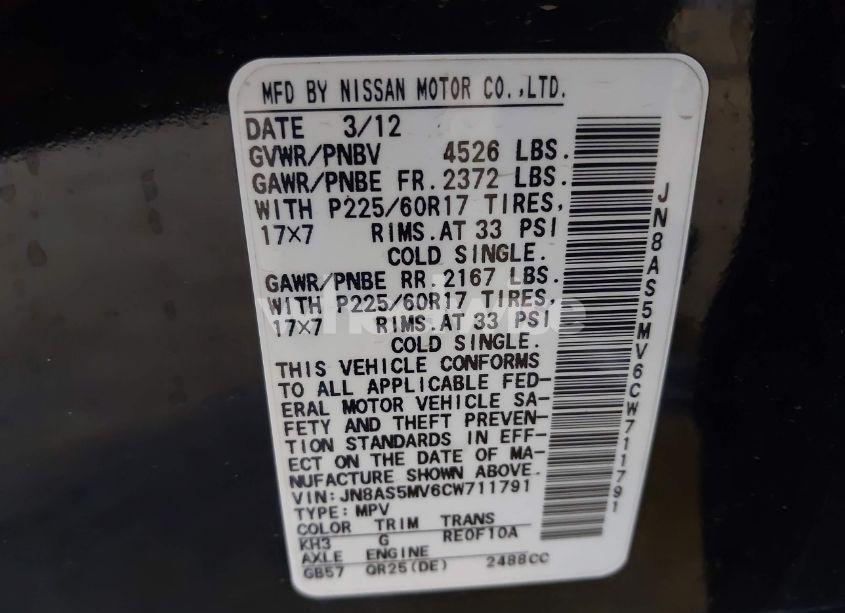 MFD BY NISSAN MOTOR CO.,LTD.
DATE 3/12
GVWR/PNBV 4526 LBS.
GAWR/PNBE FR. 2372 LBS.
WITH P225/60R17 TIRES,
17×7 RIMS. AT 33 PSI
COLD SINGLE.
GAWR/PNBE RR. 2167 LBS.
WITH P225/60R17 TIRES,
17×7 RIMS. AT 33 PSI
COLD SINGLE.
THIS VEHICLE CONFORMS
TO ALL APPLICABLE FED-
ERAL MOTOR VEHICLE SA-
FETY AND THEFT PREVEN-
TION STANDARDS IN EFF-
ECT ON THE DATE OF MA-
NUFACTURE SHOWN ABOVE.
VIN: JN8AS5MV6CW711791
TYPE: MPV
COLOR TRIM TRANS
KH3 G RE0F10A
AXLE ENGINE
GB57 QR25(DE) 2488CC
JN8AS5MV6CW711791